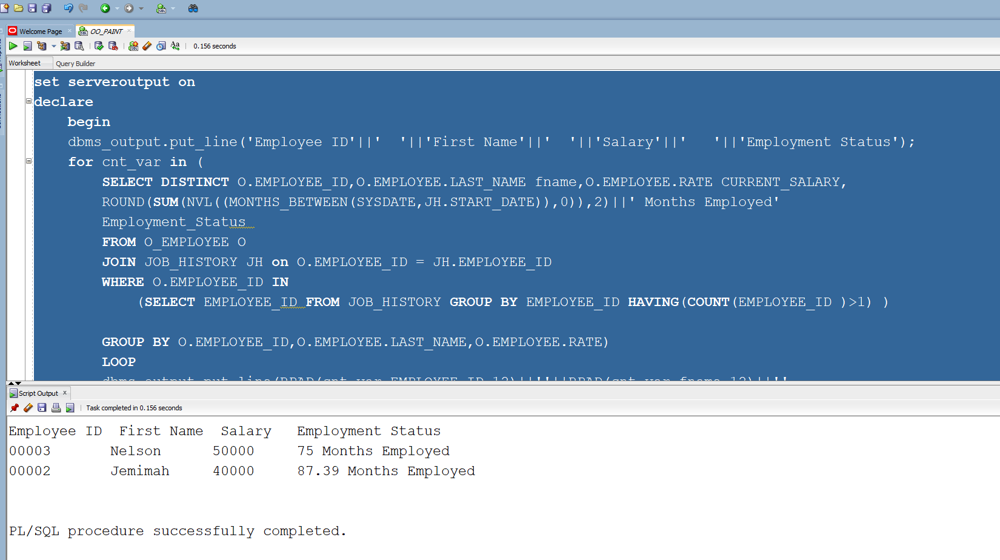 Welcome Page
OO_PAINT
0.156 seconds
Worksheet
Query Builder
set serveroutput on
declare
begin
dbms_output.put_line('Employee ID'||'  '||'First Name'||'  '||'Salary'||'   '||'Employment Status');
for cnt_var in (
SELECT DISTINCT O.EMPLOYEE_ID,O.EMPLOYEE.LAST_NAME fname,O.EMPLOYEE.RATE CURRENT_SALARY,
ROUND(SUM(NVL((MONTHS_BETWEEN(SYSDATE,JH.START_DATE)),0)),2)||' Months Employed'
Employment_Status
FROM O_EMPLOYEE O
JOIN JOB_HISTORY JH on O.EMPLOYEE_ID = JH.EMPLOYEE_ID
WHERE O.EMPLOYEE_ID IN
(SELECT EMPLOYEE_ID FROM JOB_HISTORY GROUP BY EMPLOYEE_ID HAVING(COUNT(EMPLOYEE_ID )>1) )
GROUP BY O.EMPLOYEE_ID,O.EMPLOYEE.LAST_NAME,O.EMPLOYEE.RATE)
LOOP
Script Output
Task completed in 0.156 seconds
Employee ID  First Name  Salary   Employment Status
00003       Nelson      50000     75 Months Employed
00002       Jemimah     40000     87.39 Months Employed
PL/SQL procedure successfully completed.